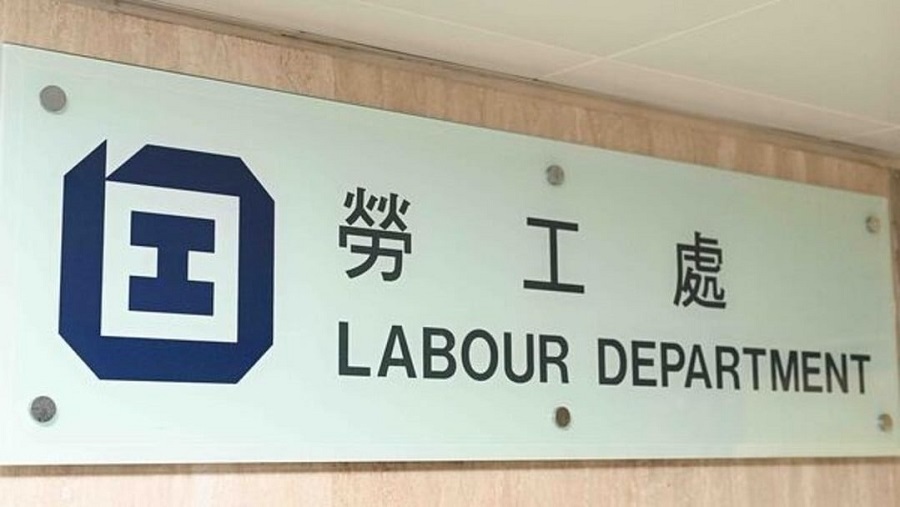 勞工處
LABOUR DEPARTMENT